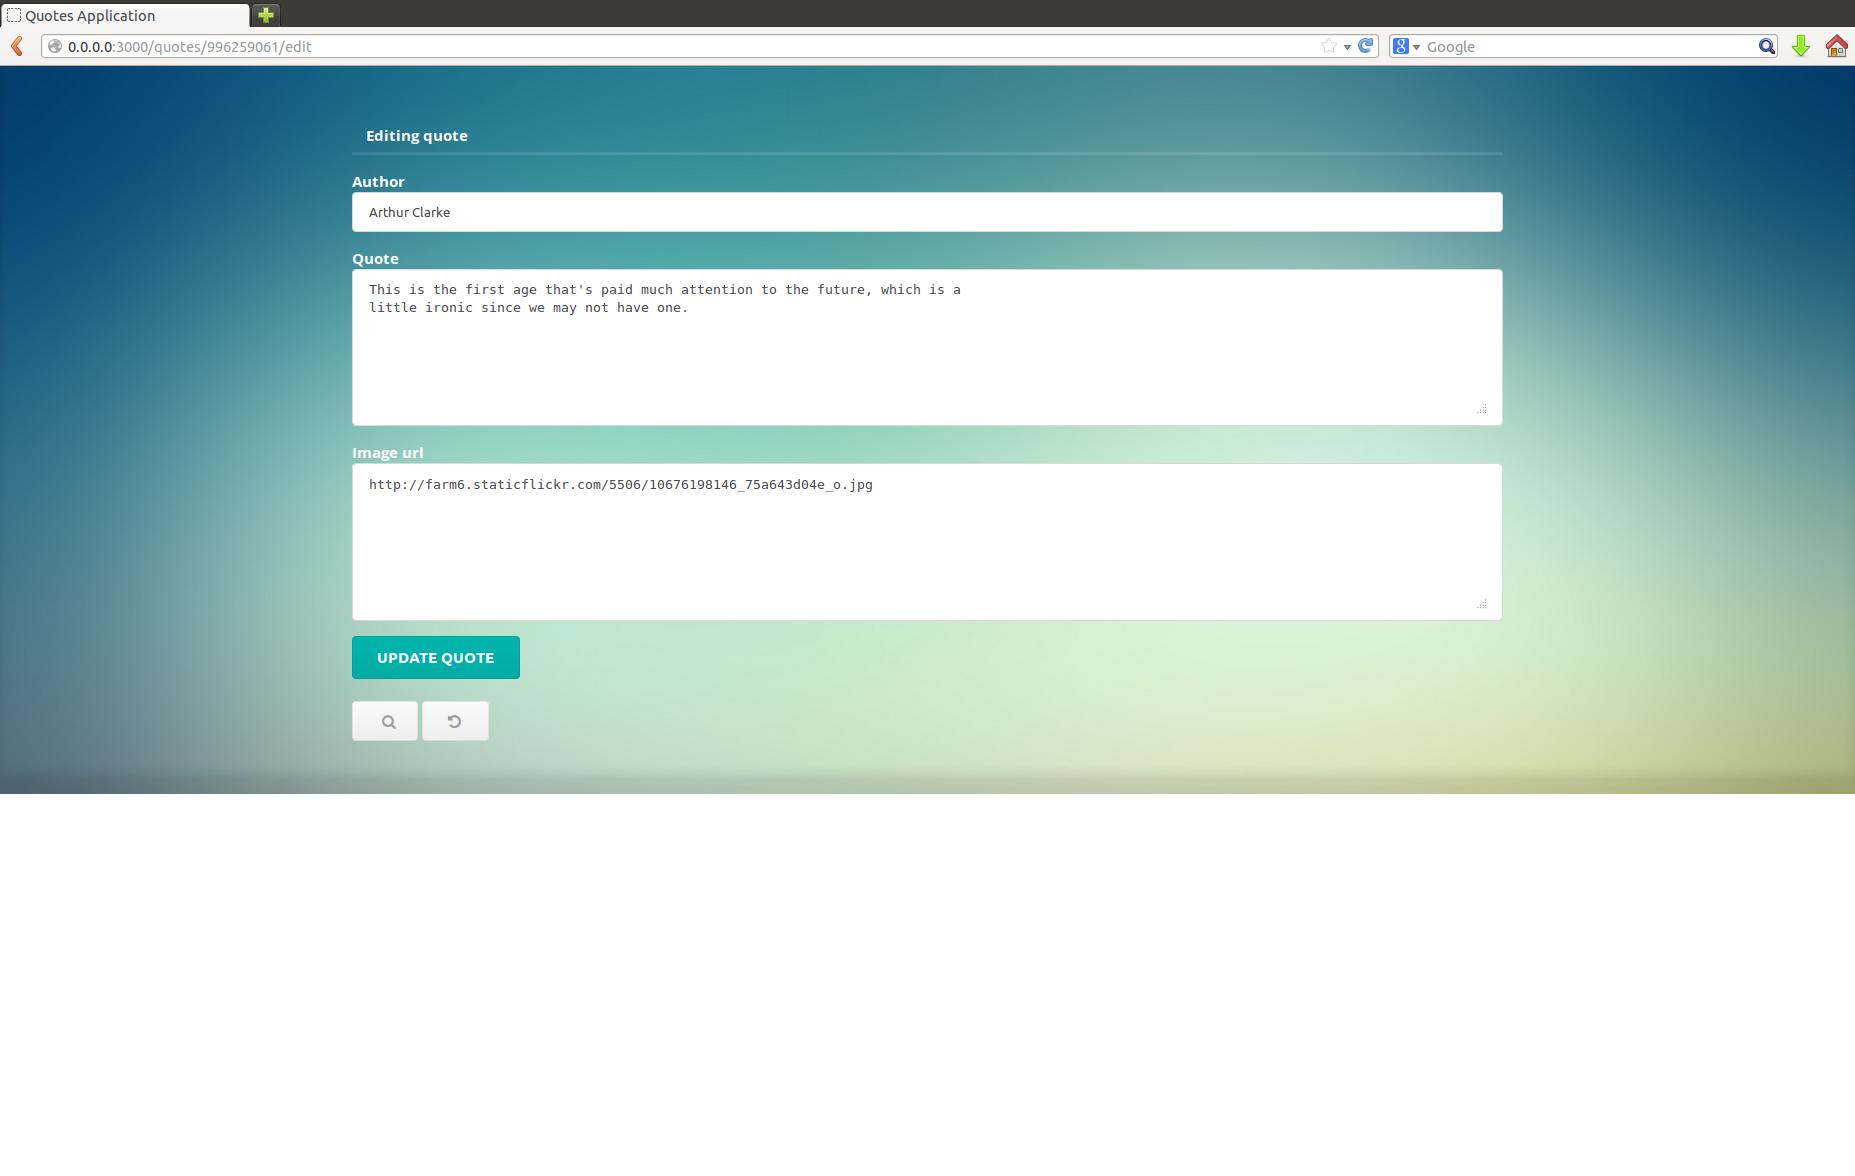 Quotes Application
0.0.0.0:3000/quotes/996259061/edit
8
Google
Editing quote
Author
Arthur Clarke
Quote
This is the first age that's paid much attention to the future, which is a
little ironic since we may not have one.
Image url
http://farm6.staticflickr.com/5506/10676198146_75a643d04e_o.jpg
UPDATE QUOTE